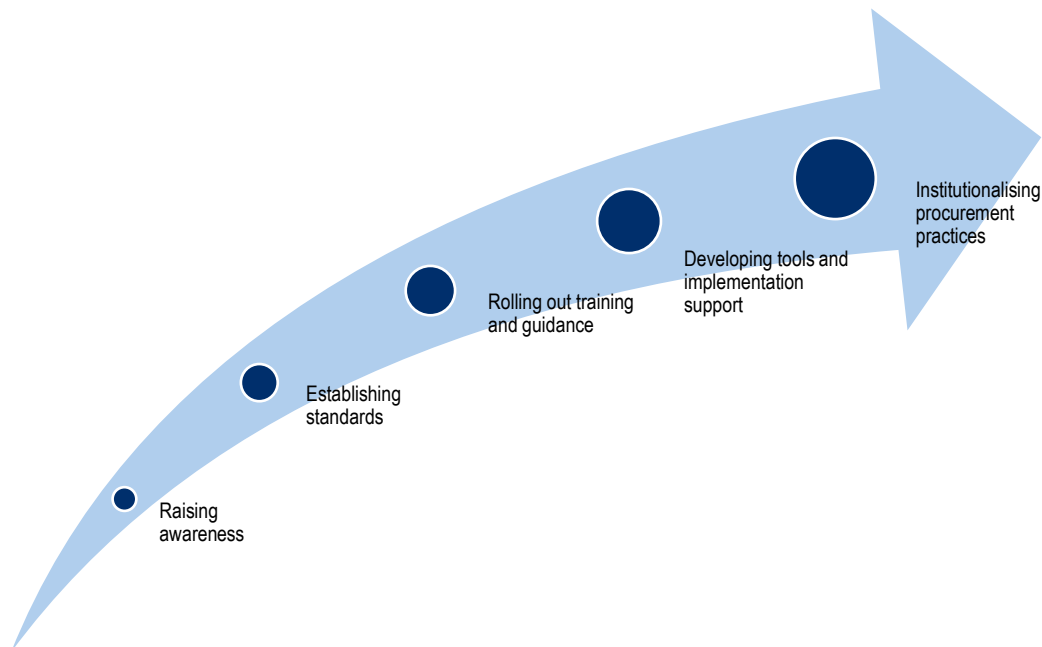 Raising
awareness
Establishing
standards
Rolling out training
and guidance
Developing tools and
implementation
support
Institutionalising
procurement
practices